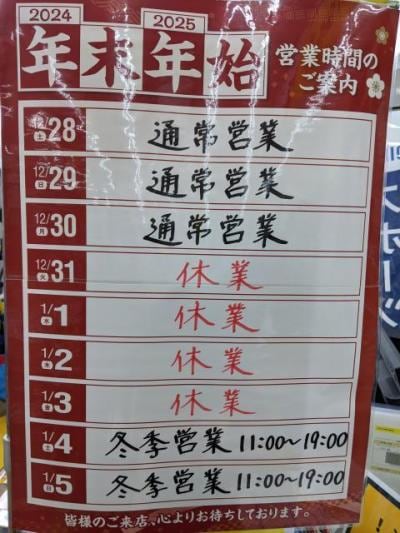 2024 2025
年末年始
営業時間の
ご案内
12/28 土 通常営業
12/29 日 通常営業
12/30 月 通常営業
12/31 火 休業
1/1 水 休業
1/2 木 休業
1/3 金 休業
1/4 土 冬季営業 11:00~19:00
1/5 日 冬季営業 11:00~19:00
皆様のご来店、心よりお待ちしております。